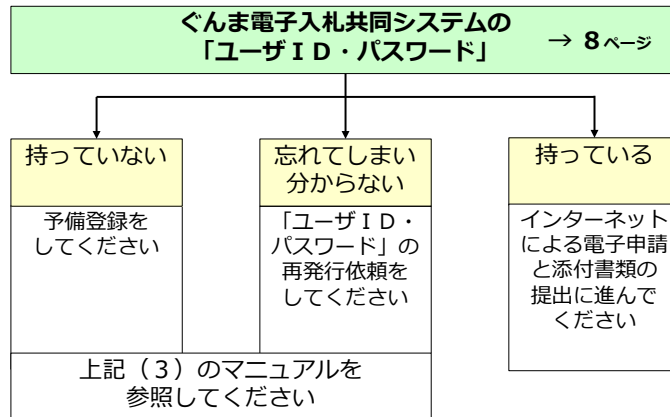 ぐんま電子入札共同システムの
「ユーザＩＤ・パスワード」 → 8ページ
持っていない
予備登録を
してください
忘れてしまい
分からない
「ユーザＩＤ・
パスワード」の
再発行依頼を
してください
持っている
インターネット
による電子申請
と添付書類の
提出に進んで
ください
上記（３）のマニュアルを
参照してください